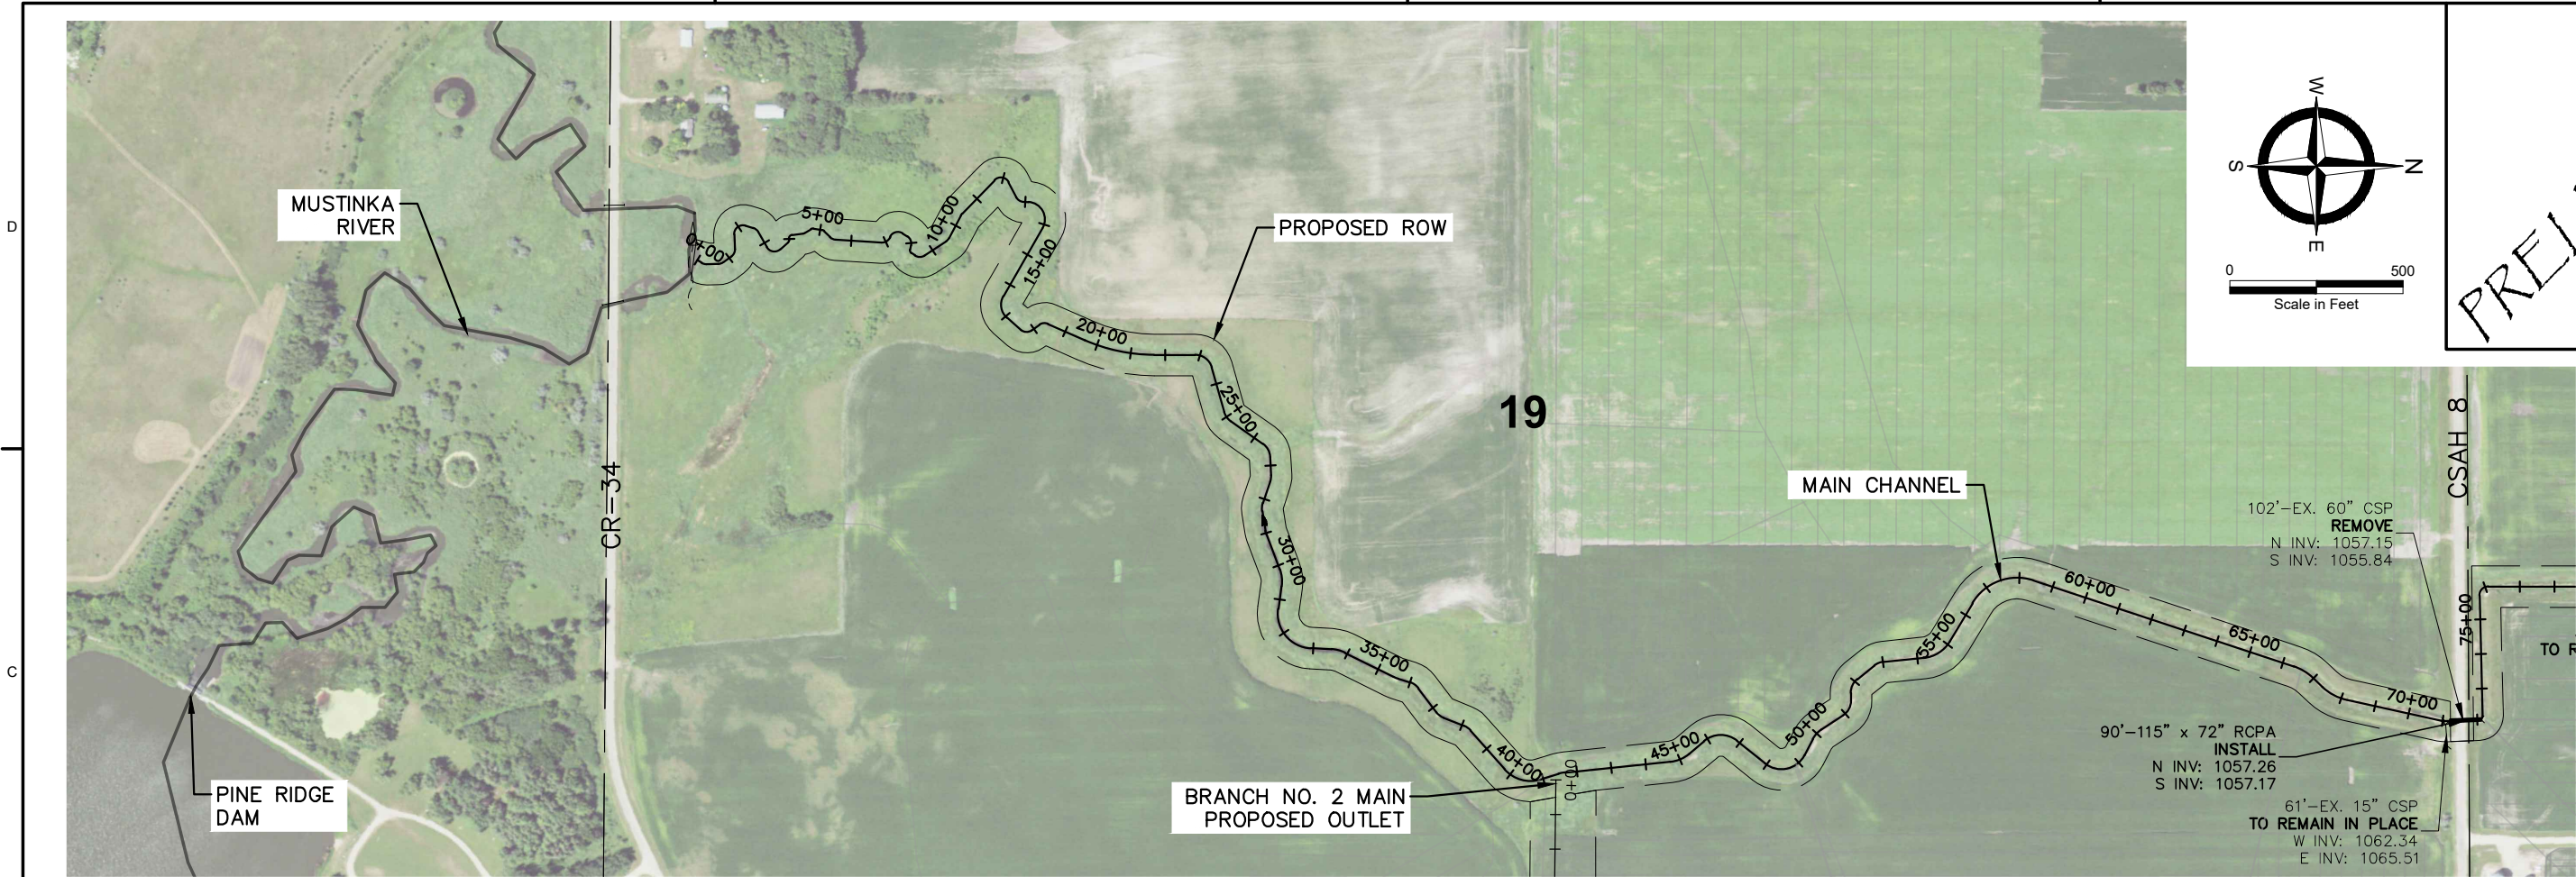 D
C
MUSTINKA
RIVER
PINE RIDGE
DAM
CR-34
0+00
5+00
10+00
15+00
20+00
25+00
30+00
35+00
40+00
0+00
45+00
50+00
55+00
60+00
65+00
70+00
75+00
PROPOSED ROW
19
MAIN CHANNEL
BRANCH NO. 2 MAIN
PROPOSED OUTLET
W
S
N
E
0 500
Scale in Feet
CSAH 8
102'-EX. 60" CSP
REMOVE
N INV: 1057.15
S INV: 1055.84
90'-115" x 72" RCPA
INSTALL
N INV: 1057.26
S INV: 1057.17
61'-EX. 15" CSP
TO REMAIN IN PLACE
W INV: 1062.34
E INV: 1065.51
TO